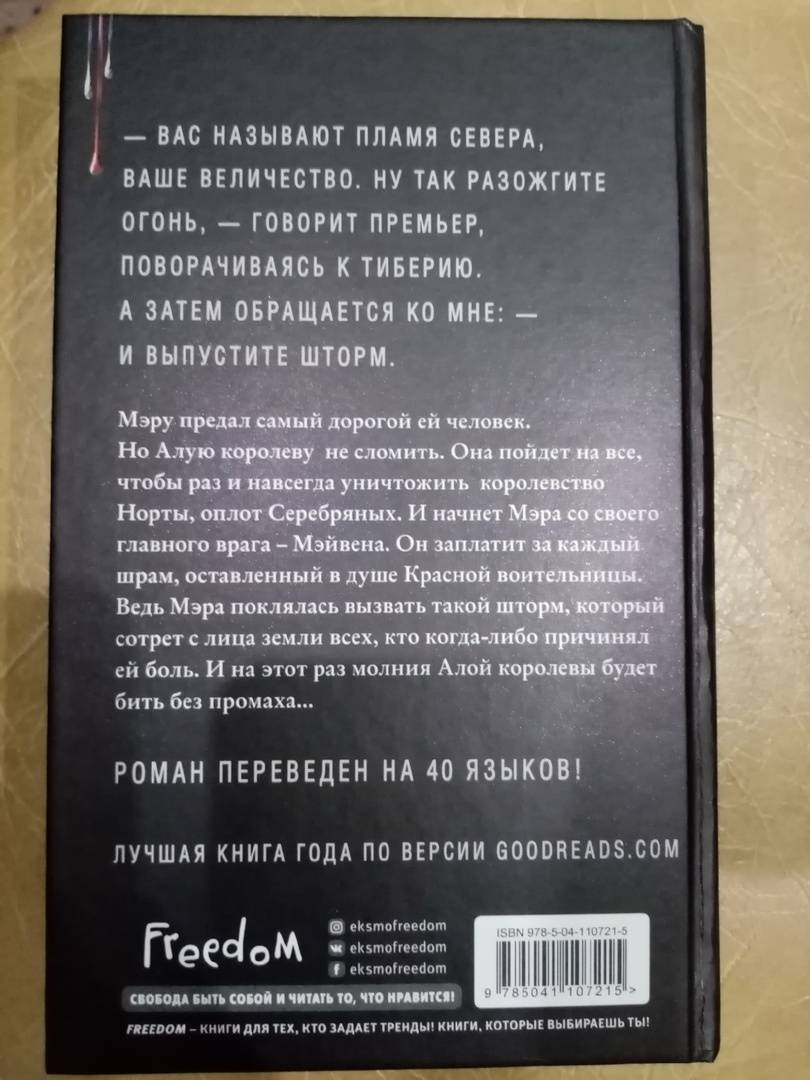 — ВАС НАЗЫВАЮТ ПЛАМЯ СЕВЕРА,
ВАШЕ ВЕЛИЧЕСТВО. НУ ТАК РАЗОЖГИТЕ
ОГОНЬ, — ГОВОРИТ ПРЕМЬЕР,
ПОВОРАЧИВАЯСЬ К ТИБЕРИЮ.
А ЗАТЕМ ОБРАЩАЕТСЯ КО МНЕ: —
И ВЫПУСТИТЕ ШТОРМ.
Мэру предал самый дорогой ей человек.
Но Алую королеву не сломить. Она пойдет на все,
чтобы раз и навсегда уничтожить королевство
Норты, оплот Серебряных. И начнет Мэра со своего
главного врага – Мэйвена. Он заплатит за каждый
шрам, оставленный в душе Красной воительницы.
Ведь Мэра поклялась вызвать такой шторм, который
сотрет с лица земли всех, кто когда-либо причинял
ей боль. И на этот раз молния Алой королевы будет
бить без промаха...
РОМАН ПЕРЕВЕДЕН НА 40 ЯЗЫКОВ!
ЛУЧШАЯ КНИГА ГОДА ПО ВЕРСИИ GOODREADS.COM
Freedom
eksmofreedom
eksmofreedom
eksmofreedom
СВОБОДА БЫТЬ СОБОЙ И ЧИТАТЬ ТО, ЧТО НРАВИТСЯ!
FREEDOM – КНИГИ ДЛЯ ТЕХ, КТО ЗАДАЕТ ТРЕНДЫ! КНИГИ, КОТОРЫЕ ВЫБИРАЕШЬ ТЫ!
ISBN 978-5-04-110721-5
9 785041 107215 >